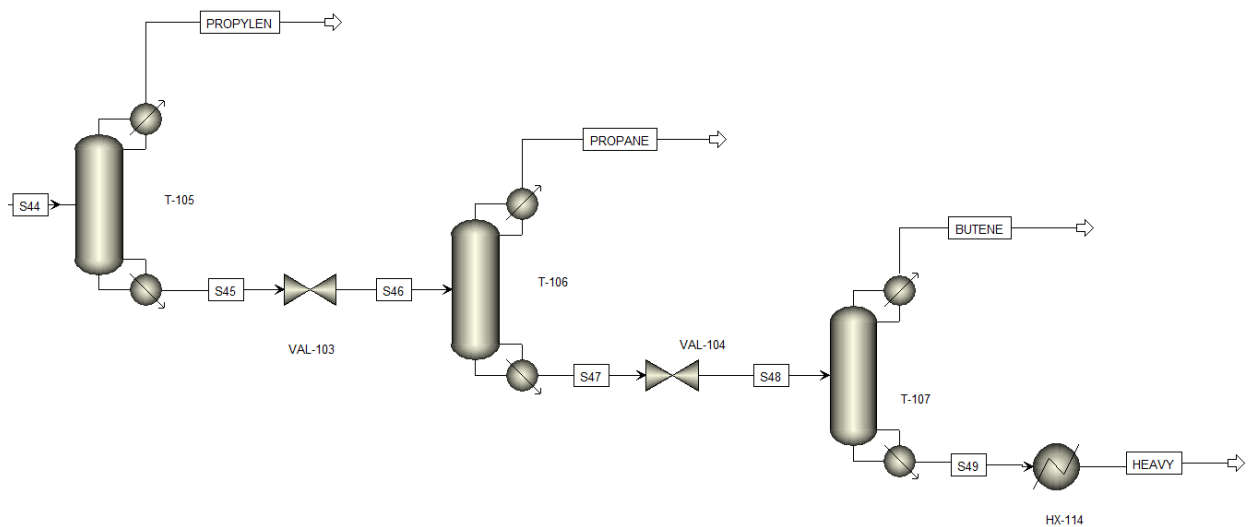 PROPYLEN
PROPANE
S44
T-105
BUTENE
T-106
S45
S46
VAL-103
VAL-104
S47
S48
T-107
S49
HEAVY
HX-114